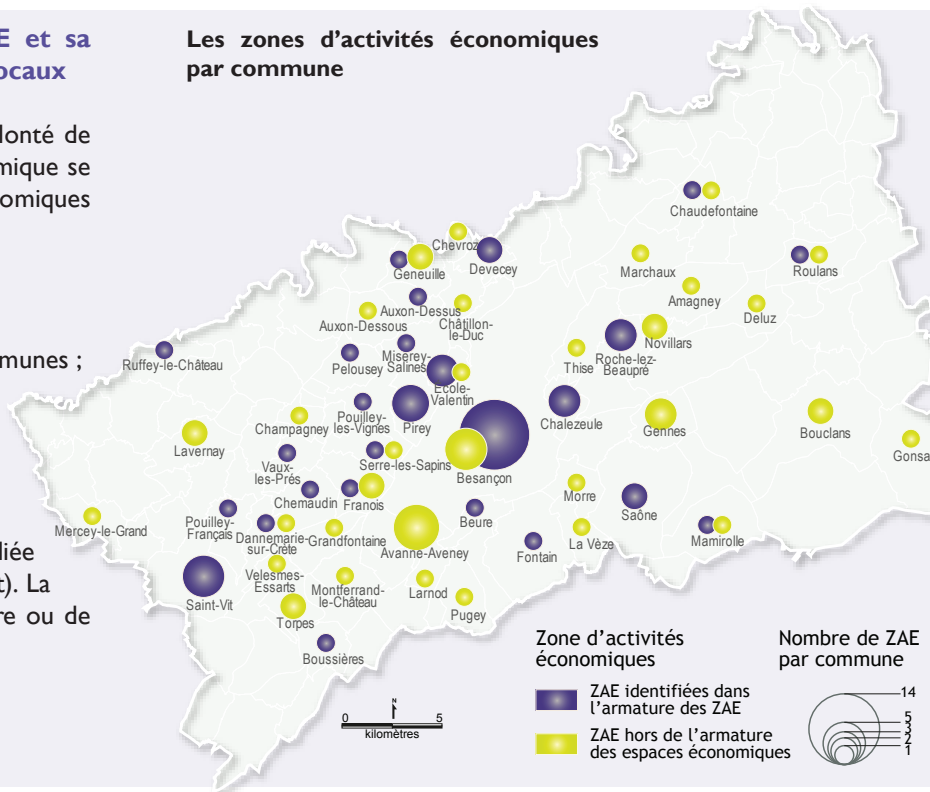 E et sa
ocaux
lonté de
mique se
nomiques
munes ;
liée
t). La
re ou de
Les zones d'activités économiques
par commune
Chaudefontaine
Chevroz
Devecey
Geneuille
Marchaux
Roulans
Amagney
Auxon-Dessus
Auxon-Dessous
Châtillon-
le-Duc
Deluz
Novillars
Ruffey-le-Château
Pelousey
Miserey-
Salines
Thise
Roche-lez-
Beaupré
École-
Valentin
Champagney
Pouilley-
les-Vignes
Pirey
Chalezeule
Gennes
Bouclans
Lavernay
Gonsa
Vaux-
les-Prés
Serre-les-Sapins
Besançon
Chemaudin
Franois
Morre
Saône
Mercey-le-Grand
Pouilley-
Français
Dannemarie-
sur-Crète
Grandfontaine
Avanne-Aveney
Beure
Fontain
La Vèze
Mamirolle
Saint-Vit
Velesmes-
Essarts
Montferrand-
le-Château
Larnod
Pugey
Torpes
Boussières
N
0 5
kilomètres
Zone d'activités
économiques
ZAE identifiées dans
l'armature des ZAE
ZAE hors de l'armature
des espaces économiques
Nombre de ZAE
par commune
14
5
3
2
1